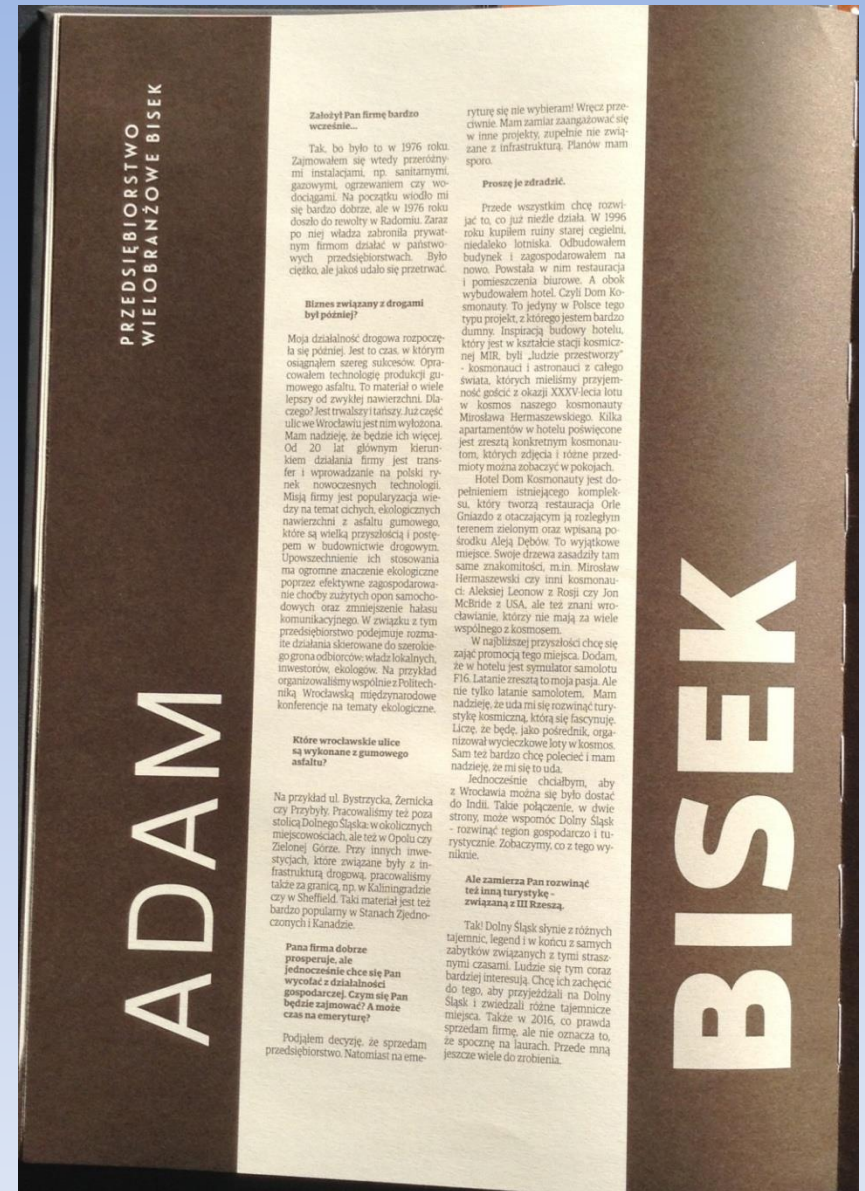 PRZEDSIĘBIORSTWO
WIELOBRANŻOWE BISEK
ADAM
BISEK
Założył Pan firmę bardzo
wcześnie...
Tak, bo było to w 1976 roku.
Zajmowałem się wtedy przeróżny-
mi instalacjami, np. sanitarnymi,
gazowymi, ogrzewaniem czy wo-
dociągami. Na początku wiodło mi
się bardzo dobrze, ale w 1976 roku
doszło do rewolty w Radomiu. Zaraz
po niej władza zabroniła prywat-
nym firmom działać w państwo-
wych przedsiębiorstwach. Było
ciężko, ale jakoś udało się przetrwać.
Biznes związany z drogami
był później?
Moja działalność drogowa rozpoczę-
ła się później. Jest to czas, w którym
osiągnąłem szereg sukcesów. Opra-
cowałem technologię produkcji gu-
mowego asfaltu. To materiał o wiele
lepszy od zwykłej nawierzchni. Dla-
czego? Jest trwalszy i tańszy. Już część
ulic we Wrocławiu jest nim wyłożona.
Mam nadzieję, że będzie ich więcej.
Od 20 lat głównym kierun-
kiem działania firmy jest trans-
fer i wprowadzanie na polski ry-
nek nowoczesnych technologii.
Misją firmy jest popularyzacja wie-
dzy na temat cichych, ekologicznych
nawierzchni z asfaltu gumowego,
które są wielką przyszłością i postę-
pem w budownictwie drogowym.
Upowszechnienie ich stosowania
ma ogromne znaczenie ekologiczne
poprzez efektywne zagospodarowa-
nie choćby zużytych opon samocho-
dowych oraz zmniejszenie hałasu
komunikacyjnego. W związku z tym
przedsiębiorstwo podejmuje rozma-
ite działania skierowane do szerokie-
go grona odbiorców: władz lokalnych,
inwestorów, ekologów. Na przykład
organizowaliśmy wspólnie z Politech-
niką Wrocławską międzynarodowe
konferencje na tematy ekologiczne.
Które wrocławskie ulice
są wykonane z gumowego
asfaltu?
Na przykład ul. Bystrzycka, Żernicka
czy Przybyły. Pracowaliśmy też poza
stolicą Dolnego Śląska: w okolicznych
miejscowościach, ale też w Opolu czy
Zielonej Górze. Przy innych inwe-
stycjach, które związane były z in-
frastrukturą drogową, pracowaliśmy
także za granicą, np. w Kaliningradzie
czy w Sheffield. Taki materiał jest też
bardzo popularny w Stanach Zjedno-
czonych i Kanadzie.
Pana firma dobrze
prosperuje, ale
jednocześnie chce się Pan
wycofać z działalności
gospodarczej. Czym się Pan
będzie zajmować? A może
czas na emeryturę?
Podjąłem decyzję, że sprzedam
przedsiębiorstwo. Natomiast na eme-
ryturę się nie wybieram! Wręcz prze-
ciwnie. Mam zamiar zaangażować się
w inne projekty, zupełnie nie zwią-
zane z infrastrukturą. Planów mam
sporo.
Proszę je zdradzić.
Przede wszystkim chcę rozwi-
jać to, co już nieźle działa. W 1996
roku kupiłem ruiny starej cegielni,
niedaleko lotniska. Odbudowałem
budynek i zagospodarowałem na
nowo. Powstała w nim restauracja
i pomieszczenia biurowe. A obok
wybudowałem hotel. Czyli Dom Ko-
smonauty. To jedyny w Polsce tego
typu projekt, z którego jestem bardzo
dumny. Inspiracją budowy hotelu,
który jest w kształcie stacji kosmicz-
nej MIR, byli „ludzie przestworzy”
- kosmonauci i astronauci z całego
świata, których mieliśmy przyjem-
ność gościć z okazji XXXV-lecia lotu
w kosmos naszego kosmonauty
Mirosława Hermaszewskiego. Kilka
apartamentów w hotelu poświęcone
jest zresztą konkretnym kosmonau-
tom, których zdjęcia i różne przed-
mioty można zobaczyć w pokojach.
Hotel Dom Kosmonauty jest do-
pełnieniem istniejącego komplek-
su, który tworzą restauracja Orle
Gniazdo z otaczającym ją rozległym
terenem zielonym oraz wpisaną po-
środku Aleją Dębów. To wyjątkowe
miejsce. Swoje drzewa zasadziły tam
same znakomitości, m.in. Mirosław
Hermaszewski czy inni kosmonau-
ci: Aleksiej Leonow z Rosji czy Jon
McBride z USA, ale też znani wro-
cławianie, którzy nie mają za wiele
wspólnego z kosmosem.
W najbliższej przyszłości chcę się
zająć promocją tego miejsca. Dodam,
że w hotelu jest symulator samolotu
F16. Latanie zresztą to moja pasja. Ale
nie tylko latanie samolotem. Mam
nadzieję, że uda mi się rozwinąć tury-
stykę kosmiczną, którą się fascynuję.
Liczę, że będę, jako pośrednik, orga-
nizował wycieczkowe loty w kosmos.
Sam też bardzo chcę polecieć i mam
nadzieję, że mi się to uda.
Jednocześnie chciałbym, aby
z Wrocławia można się było dostać
do Indii. Takie połączenie, w dwie
strony, może wspomóc Dolny Śląsk
- rozwinąć region gospodarczo i tu-
rystycznie. Zobaczymy, co z tego wy-
niknie.
Ale zamierza Pan rozwinąć
też inną turystykę –
związaną z III Rzeszą.
Tak! Dolny Śląsk słynie z różnych
tajemnic, legend i w końcu z samych
zabytków związanych z tymi strasz-
nymi czasami. Ludzie się tym coraz
bardziej interesują. Chcę ich zachęcić
do tego, aby przyjeżdżali na Dolny
Śląsk i zwiedzali różne tajemnicze
miejsca. Także w 2016, co prawda
sprzedam firmę, ale nie oznacza to,
że spocznę na laurach. Przede mną
jeszcze wiele do zrobienia.